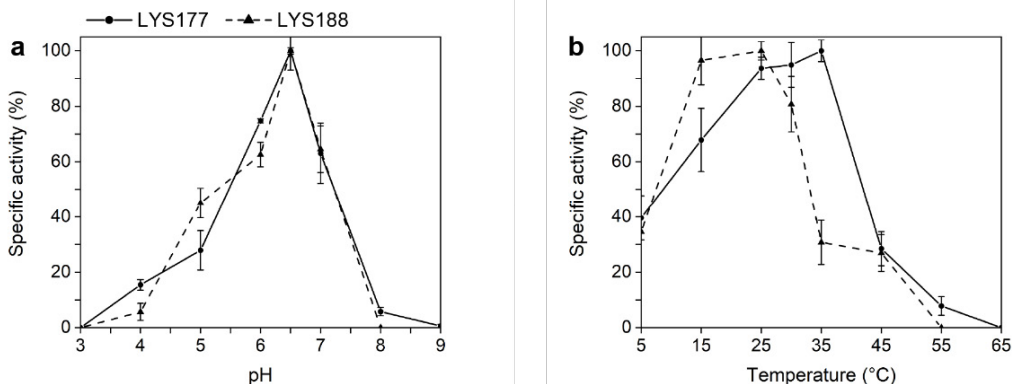 LYS177 LYS188
a
100
80
60
40
20
0
Specific activity (%)
3 4 5 6 7 8 9
pH
b
100
80
60
40
20
0
Specific activity (%)
5 15 25 35 45 55 65
Temperature (°C)